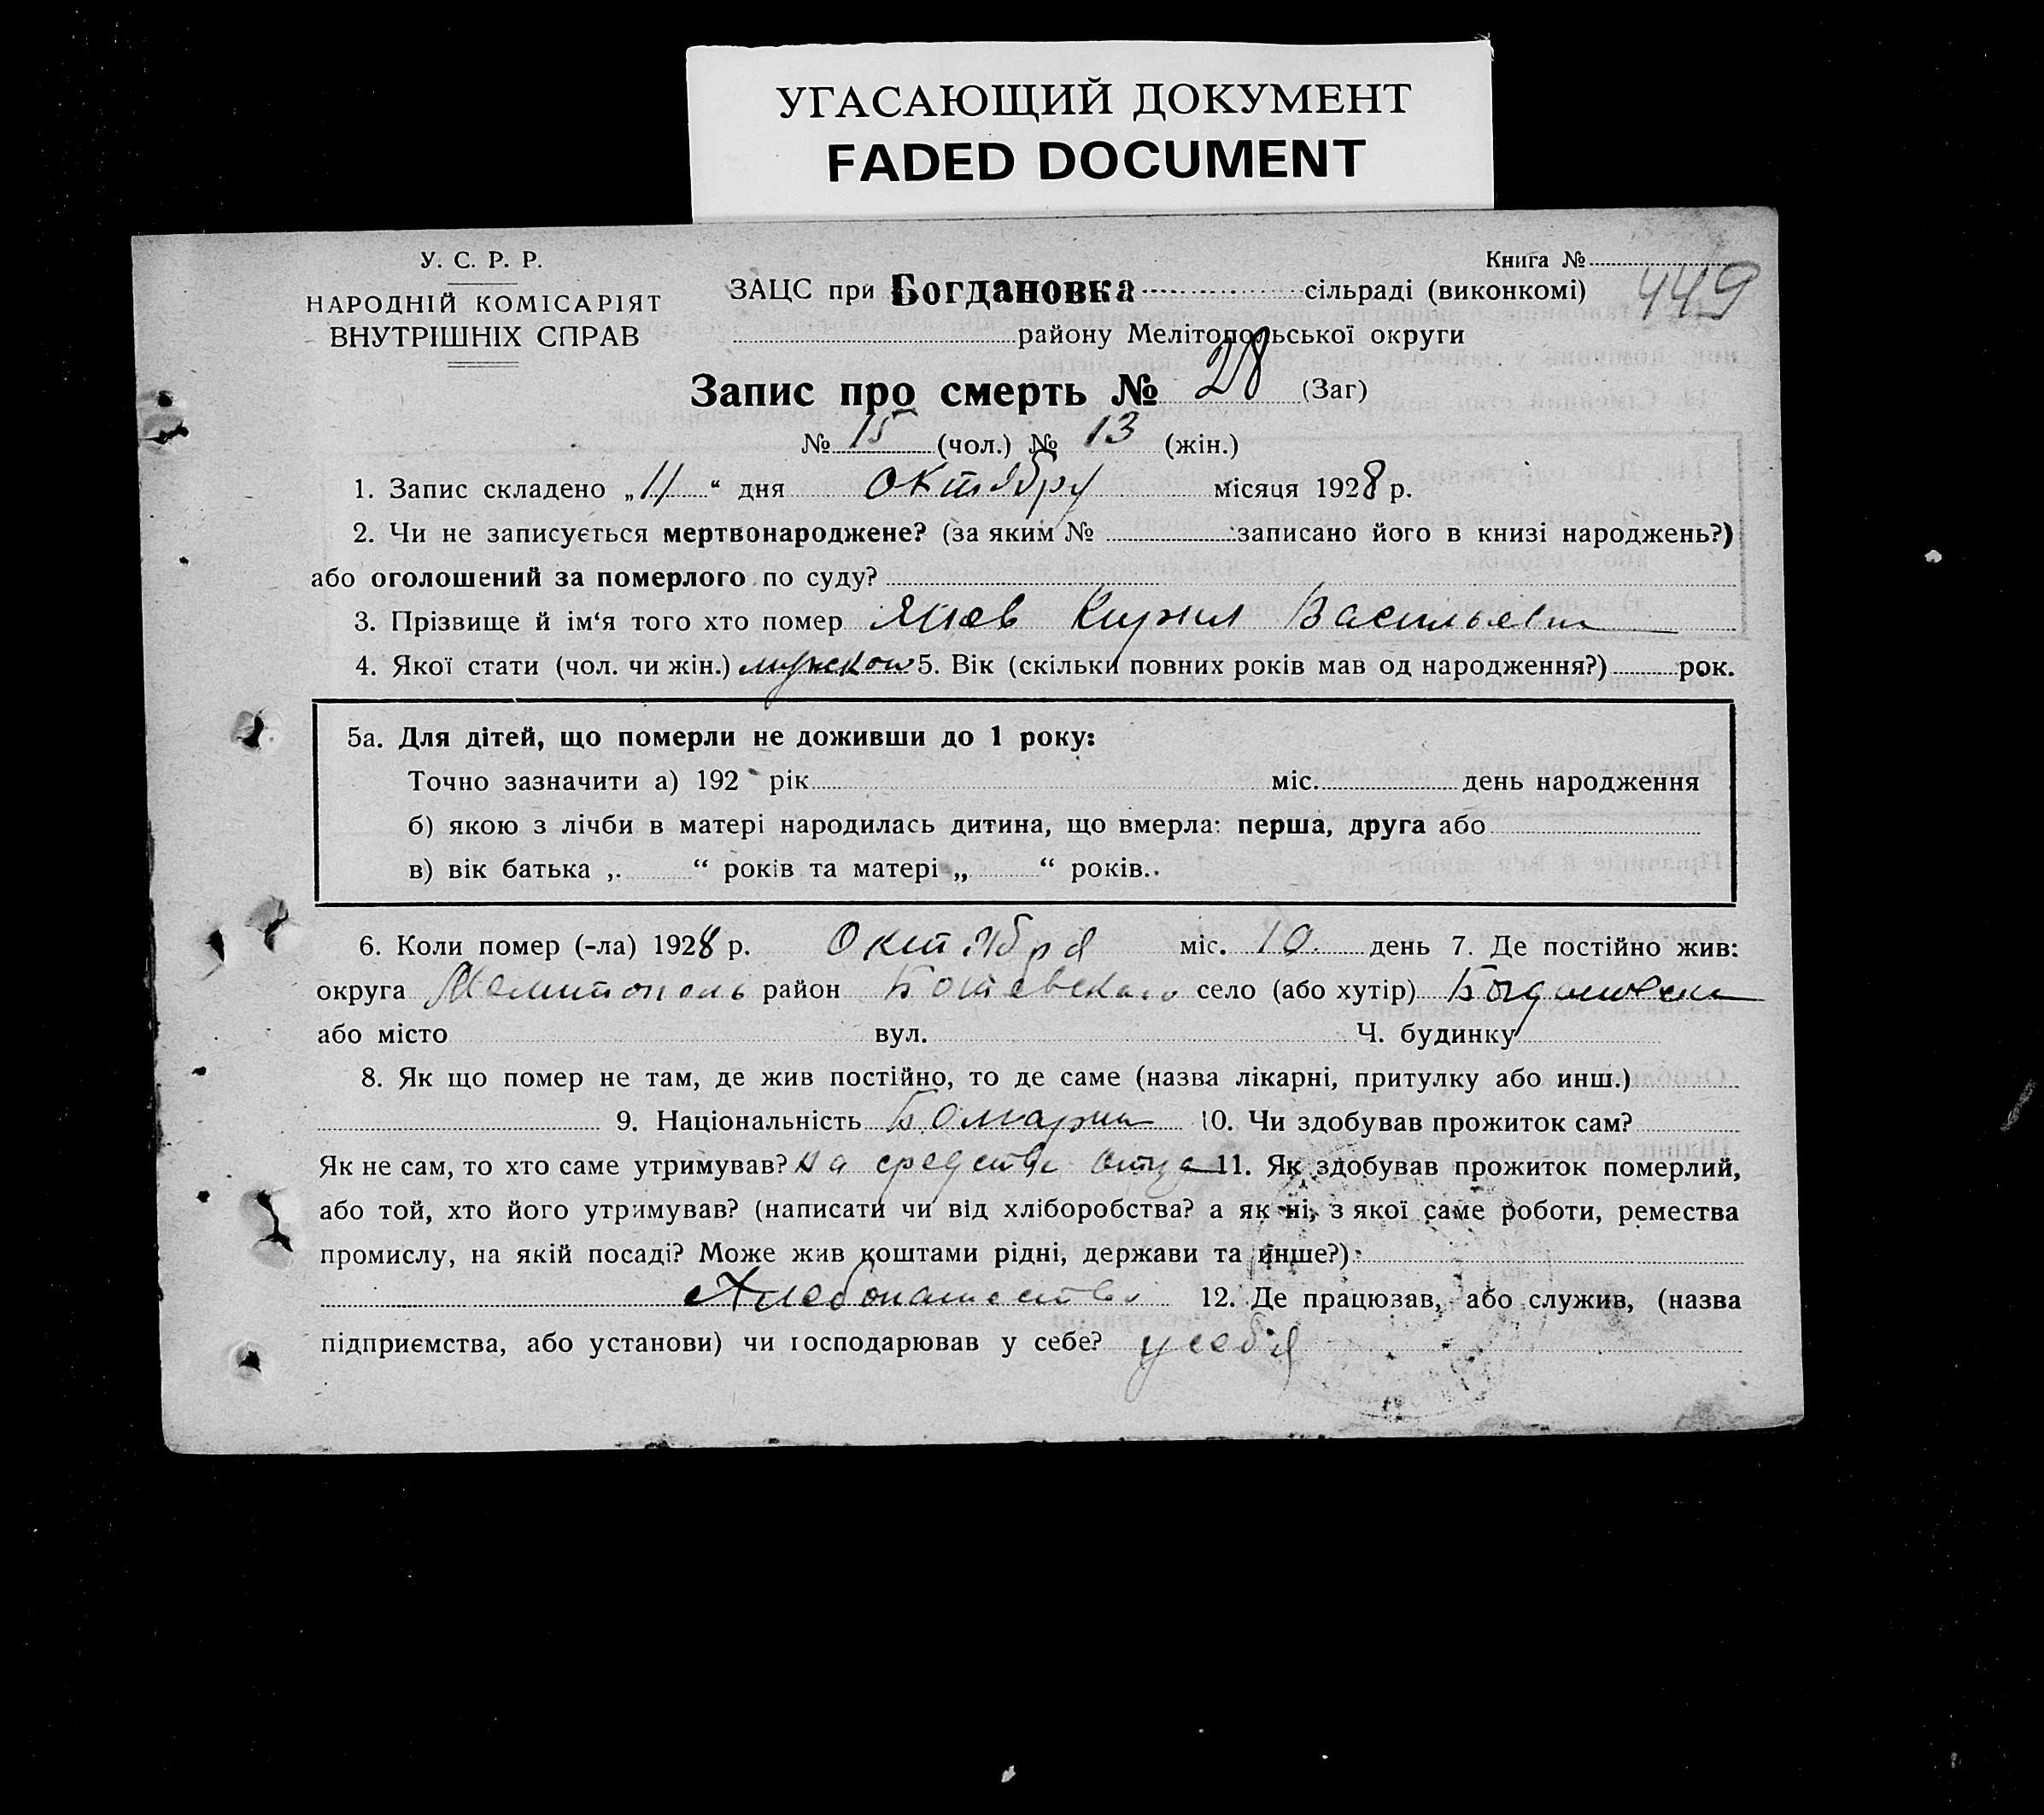 УГАСАЮЩИЙ ДОКУМЕНТ
FADED DOCUMENT
У. С. Р. Р.
НАРОДНІЙ КОМІСАРІЯТ
ВНУТРІШНІХ СПРАВ
Книга №
449
ЗАЦС при Богдановка сільраді (виконкомі)
району Мелітопольської округи
Запис про смерть № 28 (Заг)
№ 15 (чол.) № 13 (жін.)
1. Запис складено „11“ дня октября місяця 1928 р.
2. Чи не записується мертвонароджене? (за яким № записано його в книзі народжень?)
або оголошений за померлого по суду?
3. Прізвище й ім‘я того хто помер Кирил Васильевич
4. Якої стати (чол. чи жін.) мужской 5. Вік (скільки повних років мав од народження?) рок.
5а. Для дітей, що померли не доживши до 1 року:
Точно зазначити а) 192 рік міс. день народження
б) якою з лічби в матері народилась дитина, що вмерла: перша, друга або
в) вік батька „ “ років та матері „ “ років.
6. Коли помер (-ла) 1928 р. Октября міс. 10 день 7. Де постійно жив:
округа Мелитополь район Ботевского село (або хутір) Богдановка
або місто вул. Ч. будинку
8. Як що помер не там, де жив постійно, то де саме (назва лікарні, притулку або инш.)
9. Національність Болгарин 10. Чи здобував прожиток сам?
Як не сам, то хто саме утримував? на средства отца 11. Як здобував прожиток померлий,
або той, хто його утримував? (написати чи від хліборобства? а як ні, з якої саме роботи, ремества
промислу, на якій посаді? Може жив коштами рідні, держави та инше?)
Хлебопашество 12. Де працював, або служив, (назва
підприємства, або установи) чи господарював у себе? у себя